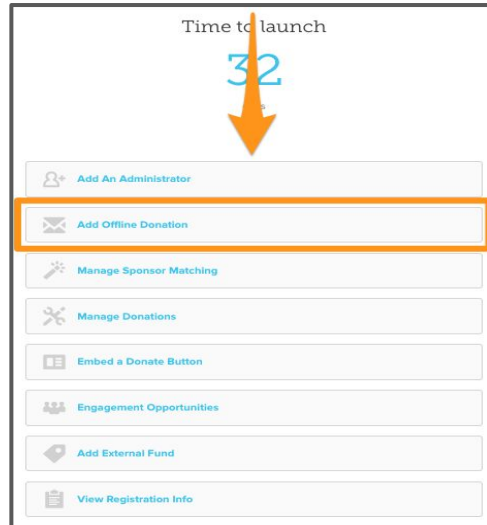 Time to launch
32
Add An Administrator
Add Offline Donation
Manage Sponsor Matching
Manage Donations
Embed a Donate Button
Engagement Opportunities
Add External Fund
View Registration Info